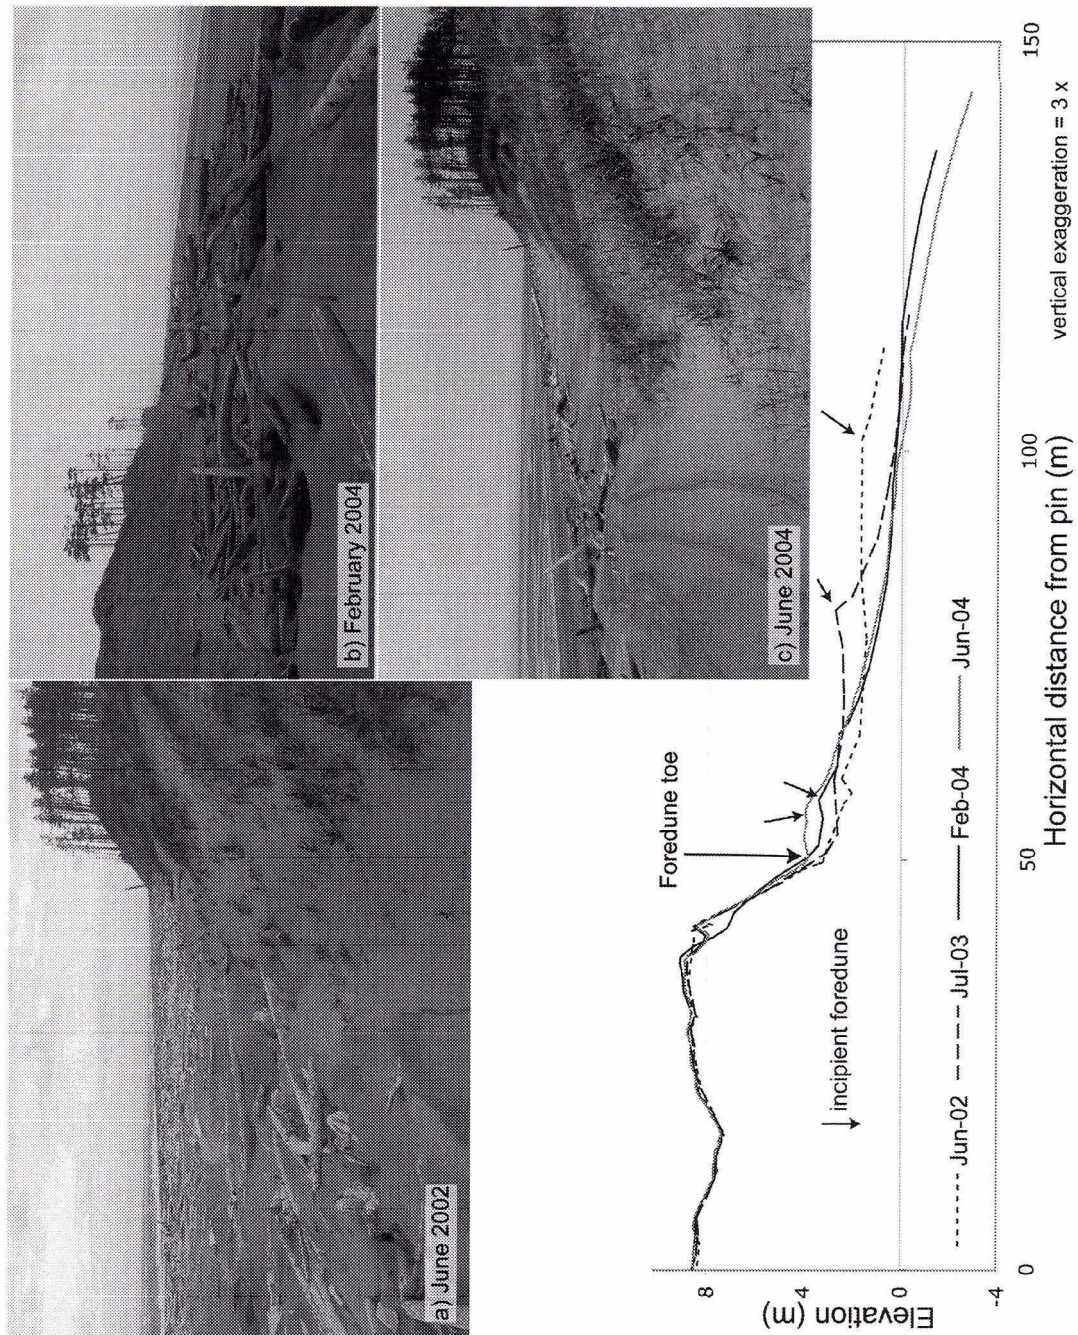 a) June 2002
b) February 2004
c) June 2004
Foredune toe
incipient foredune
Jun-02
Jul-03
Feb-04
Jun-04
Elevation (m)
8
4
0
-4
0
50
100
150
Horizontal distance from pin (m)
vertical exaggeration = 3 x